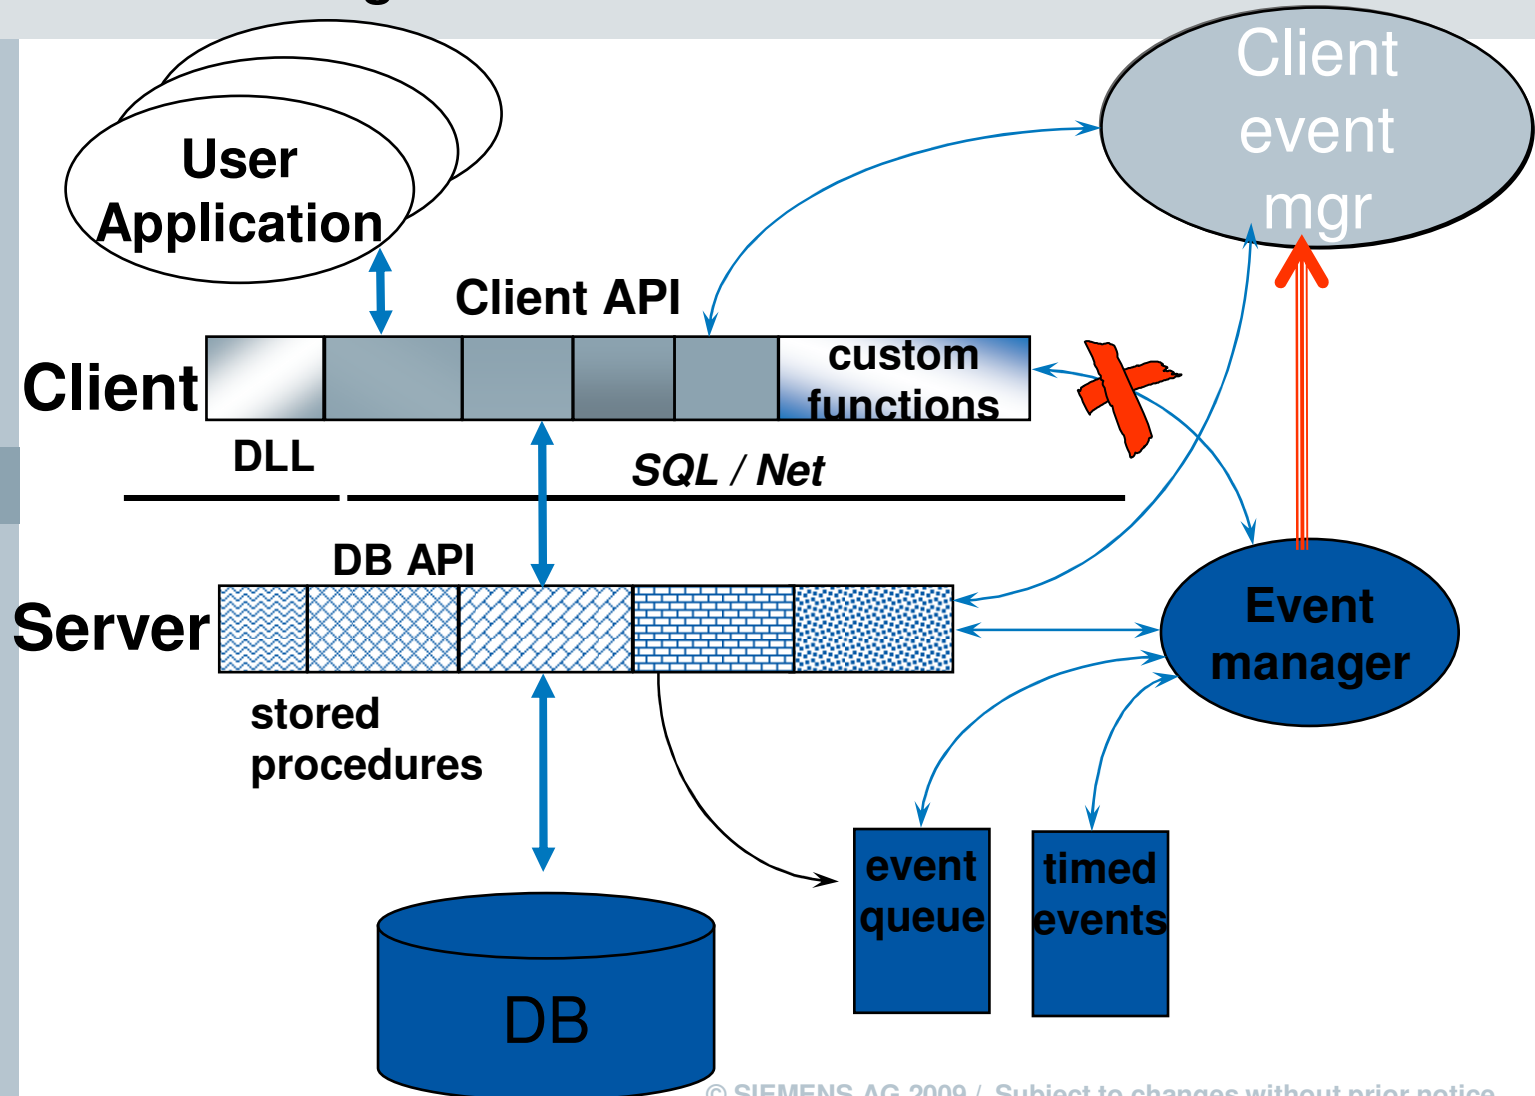 Client
event
mgr
User
Application
Client API
Client
custom
functions
DLL
SQL / Net
DB API
Server
Event
manager
stored
procedures
event
queue
timed
events
DB
© SIEMENS AG 2009 / Subject to changes without prior notice